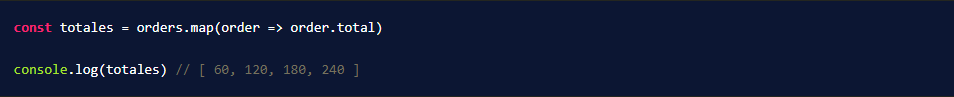 const totales = orders.map(order => order.total)
console.log(totales) // [ 60, 120, 180, 240 ]